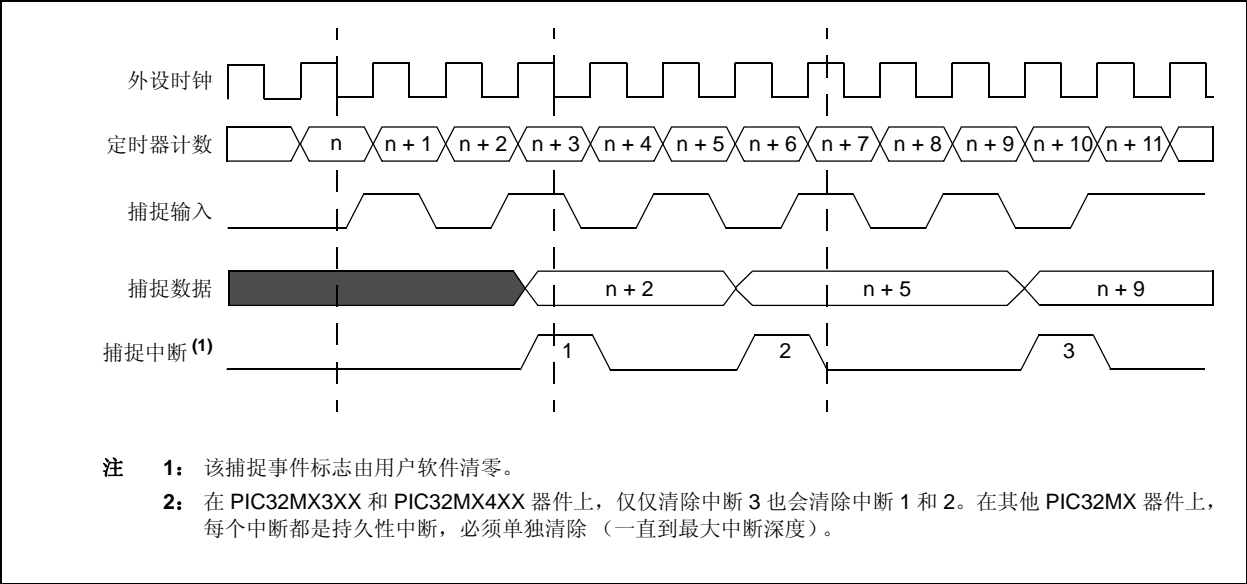 外设时钟
定时器计数 n n + 1 n + 2 n + 3 n + 4 n + 5 n + 6 n + 7 n + 8 n + 9 n + 10 n + 11
捕捉输入
捕捉数据 n + 2 n + 5 n + 9
捕捉中断 (1) 1 2 3
注 1： 该捕捉事件标志由用户软件清零。
2： 在 PIC32MX3XX 和 PIC32MX4XX 器件上，仅仅清除中断 3 也会清除中断 1 和 2。在其他 PIC32MX 器件上，
每个中断都是持久性中断，必须单独清除 （一直到最大中断深度）。